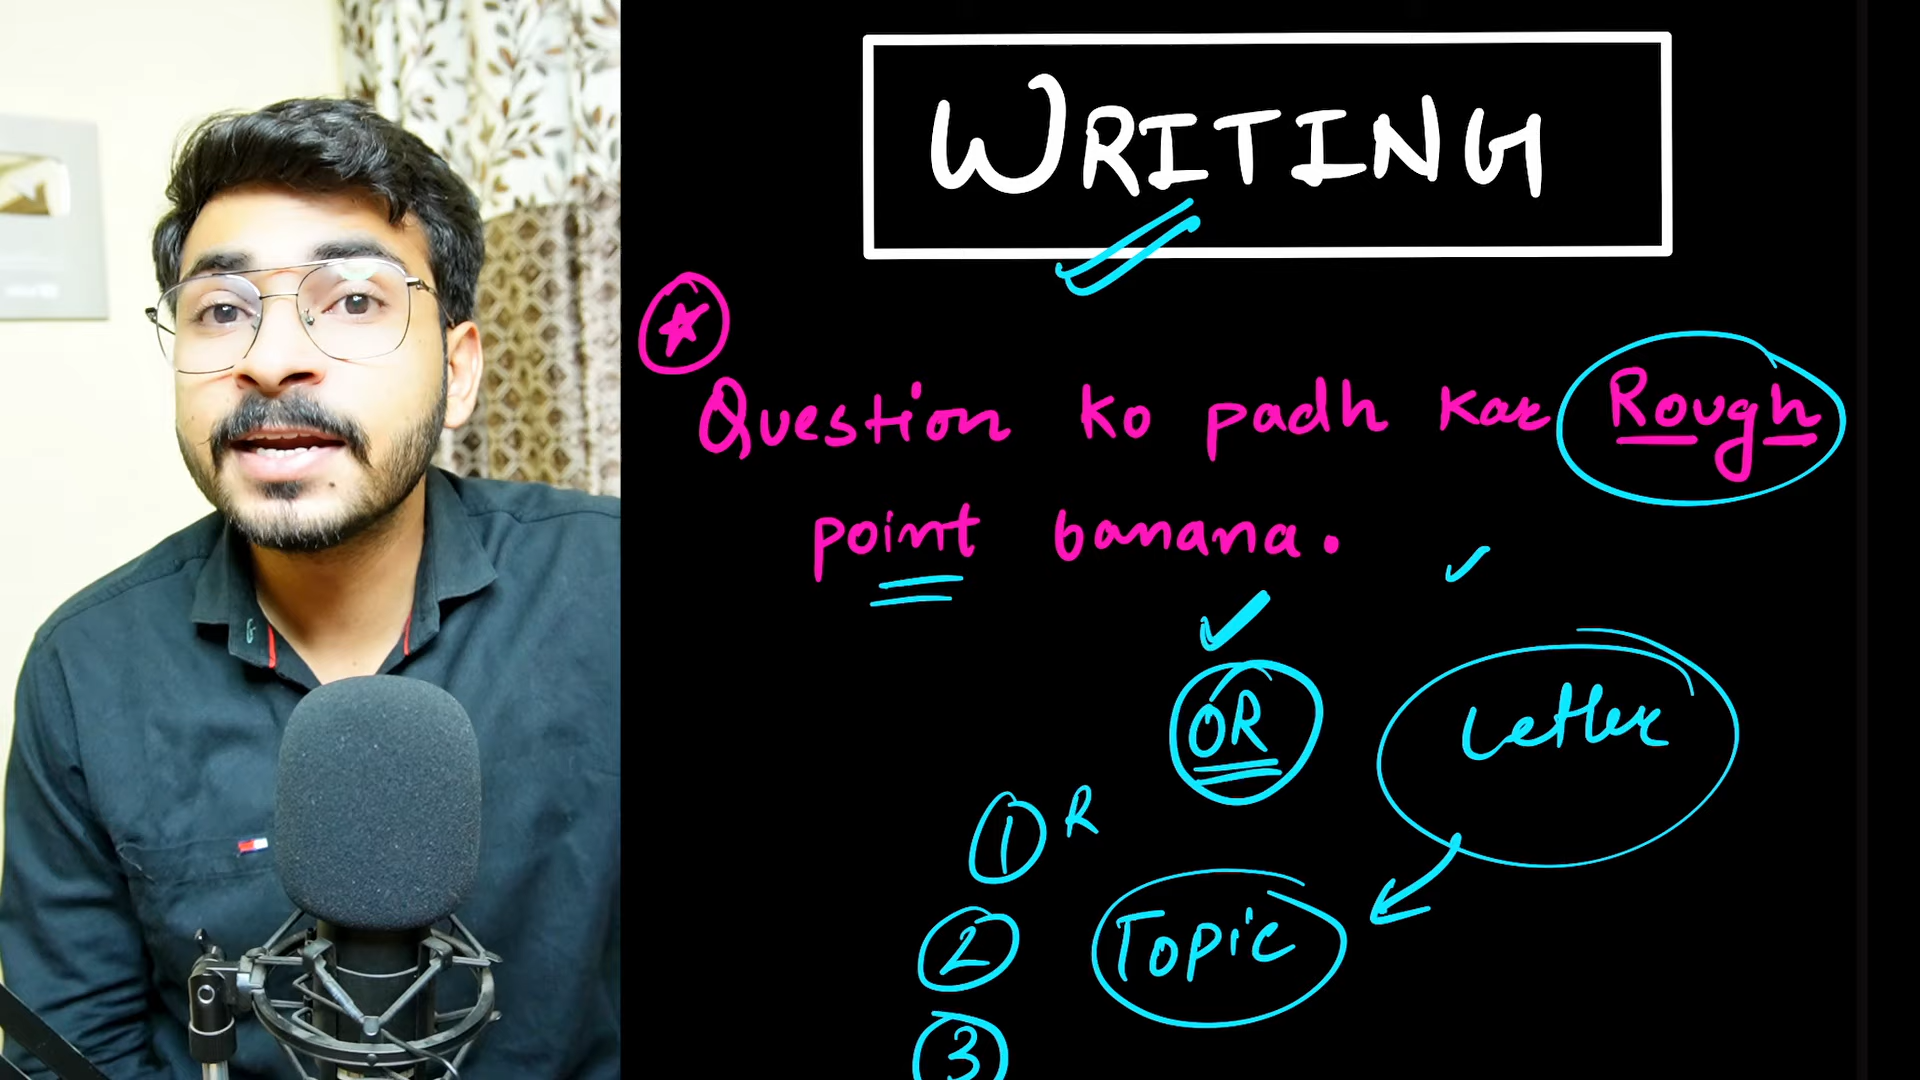 WRITING
Question ko padh kar Rough
point banana.
OR
Letter
1 R
2 Topic
3